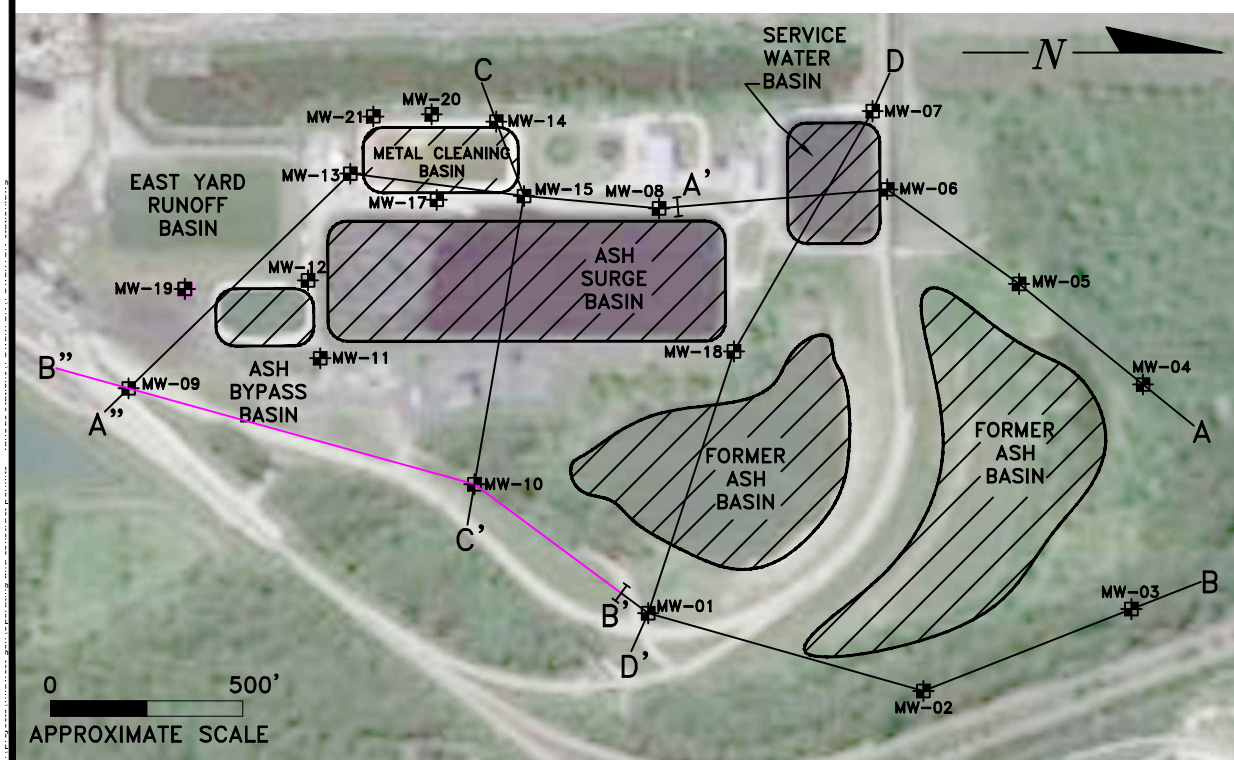 SERVICE
WATER
BASIN
N
D
C
MW-07
MW-20
MW-21
MW-14
METAL CLEANING
BASIN
MW-13
EAST YARD
RUNOFF
BASIN
MW-17
MW-15
MW-08
A'
MW-06
MW-12
MW-19
ASH
SURGE
BASIN
MW-05
MW-18
MW-11
ASH
BYPASS
BASIN
B"
MW-09
A"
MW-04
A
FORMER
ASH
BASIN
FORMER
ASH
BASIN
MW-10
C'
B'
MW-01
D'
MW-03
B
MW-02
0 500'
APPROXIMATE SCALE